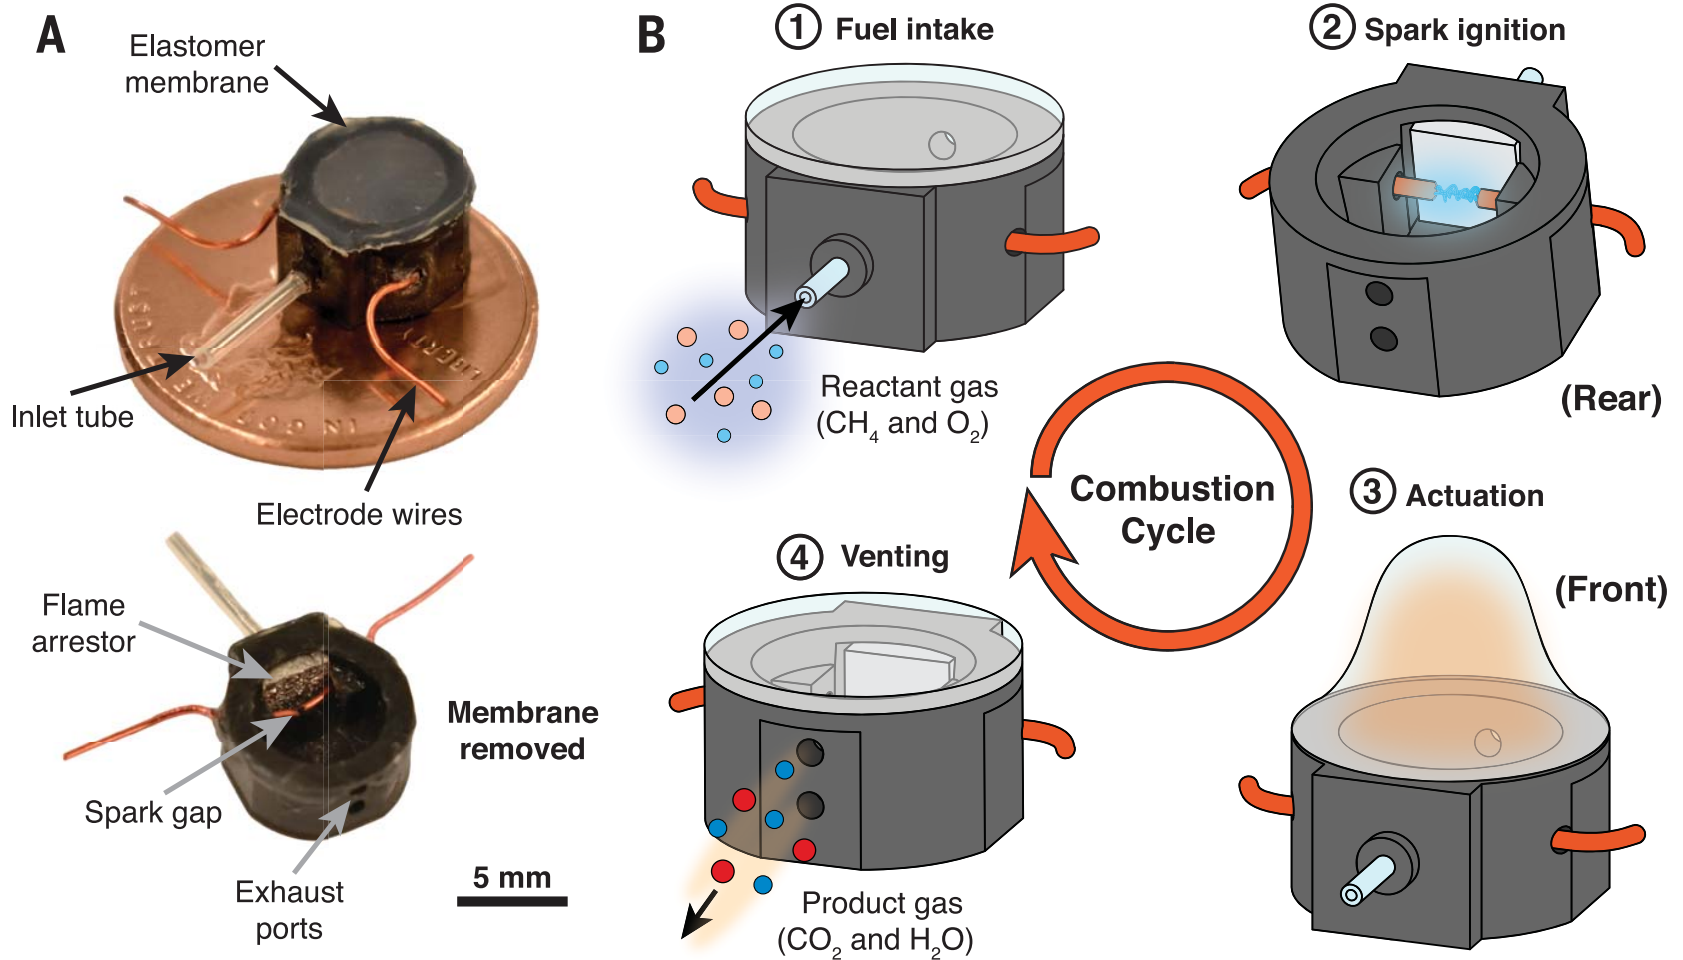 A
Elastomer
membrane
Inlet tube
Electrode wires
Flame
arrestor
Spark gap
Exhaust
ports
Membrane
removed
5 mm
B
1 Fuel intake
Reactant gas
(CH4 and O2)
2 Spark ignition
(Rear)
Combustion
Cycle
3 Actuation
(Front)
4 Venting
Product gas
(CO2 and H2O)
LIBERTY